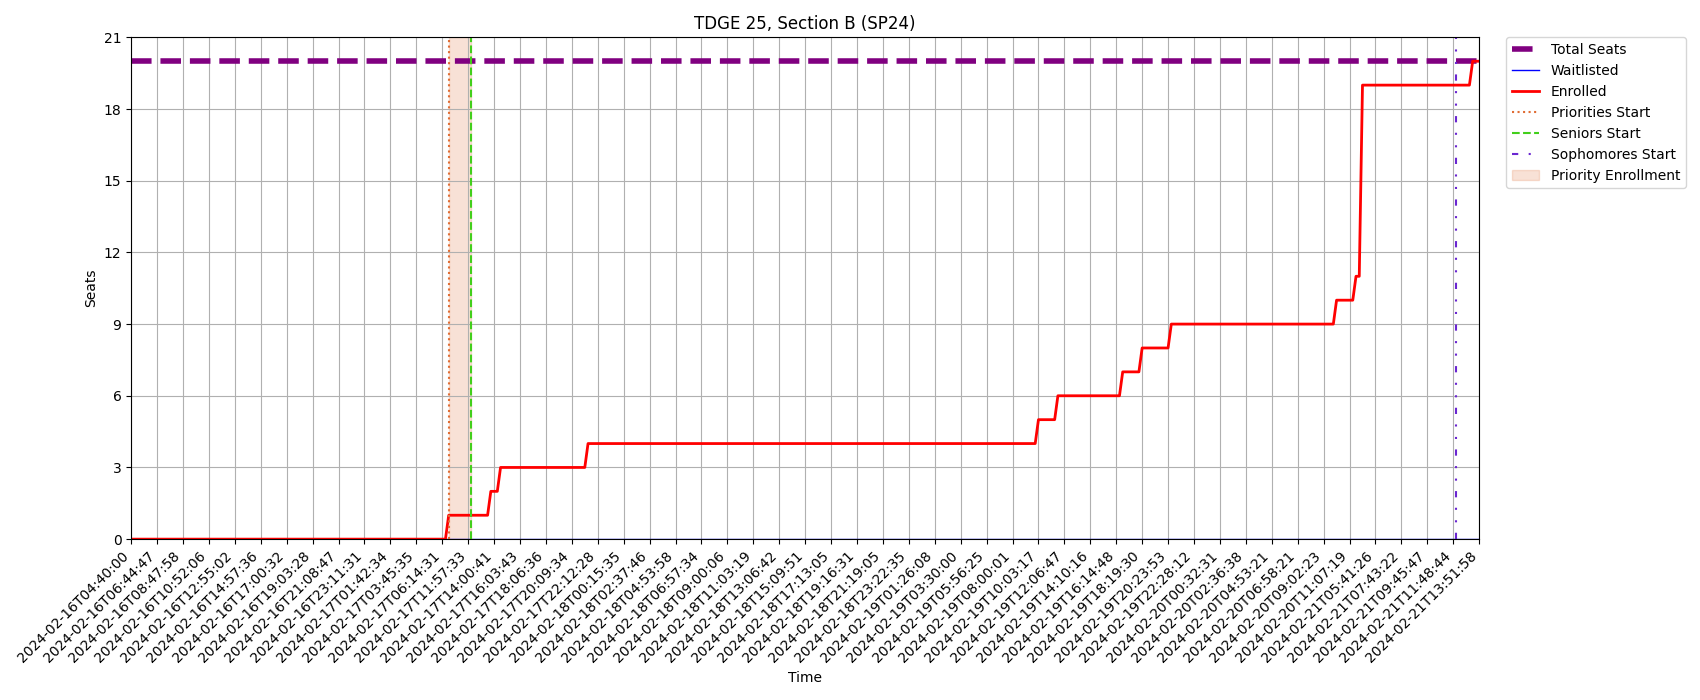 TDGE 25, Section B (SP24)
21
18
15
12
9
6
3
0
Seats
Total Seats
Waitlisted
Enrolled
Priorities Start
Seniors Start
Sophomores Start
Priority Enrollment
2024-02-16T04:40:00
2024-02-16T06:44:47
2024-02-16T08:47:58
2024-02-16T10:52:06
2024-02-16T12:55:02
2024-02-16T14:57:36
2024-02-16T17:00:32
2024-02-16T19:03:28
2024-02-16T21:08:47
2024-02-16T23:11:31
2024-02-17T01:42:34
2024-02-17T03:45:35
2024-02-17T06:14:31
2024-02-17T11:57:33
2024-02-17T14:00:41
2024-02-17T16:03:43
2024-02-17T18:06:36
2024-02-17T20:09:34
2024-02-17T22:12:28
2024-02-18T00:15:35
2024-02-18T02:37:46
2024-02-18T04:53:58
2024-02-18T06:57:34
2024-02-18T09:00:06
2024-02-18T11:03:19
2024-02-18T13:06:42
2024-02-18T15:09:51
2024-02-18T17:13:05
2024-02-18T19:16:31
2024-02-18T21:19:05
2024-02-18T23:22:35
2024-02-19T01:26:08
2024-02-19T03:30:00
2024-02-19T05:56:25
2024-02-19T08:00:01
2024-02-19T10:03:17
2024-02-19T12:06:47
2024-02-19T14:10:16
2024-02-19T16:14:48
2024-02-19T18:19:30
2024-02-19T20:23:53
2024-02-19T22:28:12
2024-02-20T00:32:31
2024-02-20T02:36:38
2024-02-20T04:53:21
2024-02-20T06:58:21
2024-02-20T09:02:23
2024-02-20T11:07:19
2024-02-21T05:41:26
2024-02-21T07:43:22
2024-02-21T09:45:47
2024-02-21T11:48:44
2024-02-21T13:51:58
Time